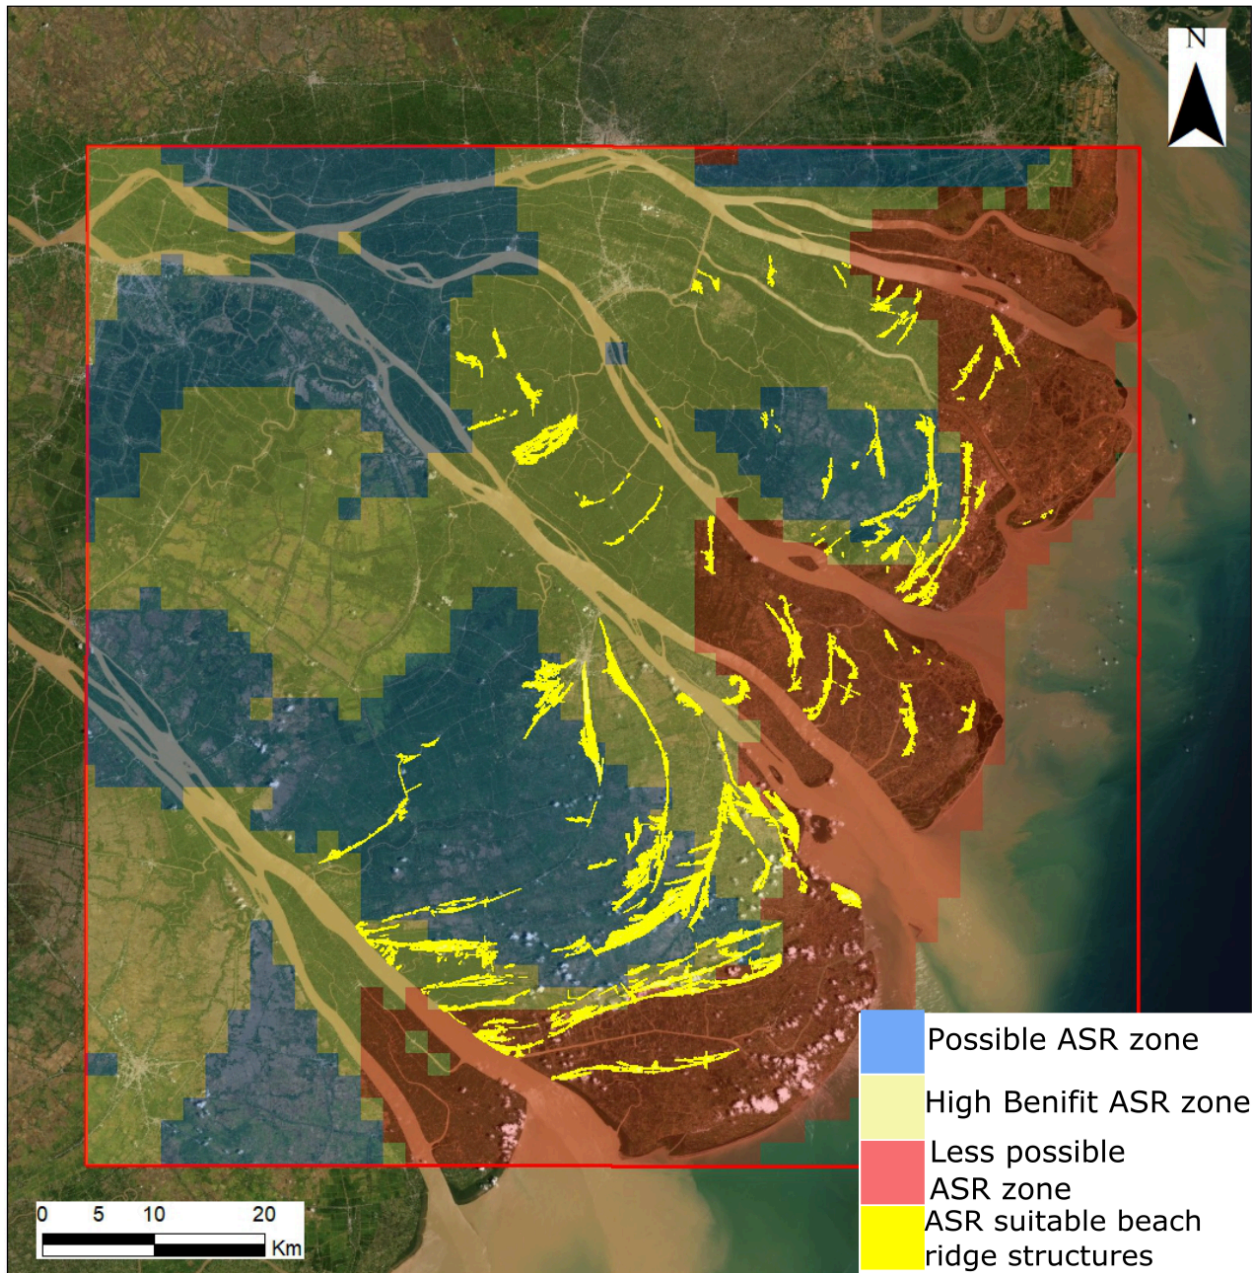 N
Possible ASR zone
High Benifit ASR zone
Less possible
ASR zone
ASR suitable beach
ridge structures
0 5 10 20
Km